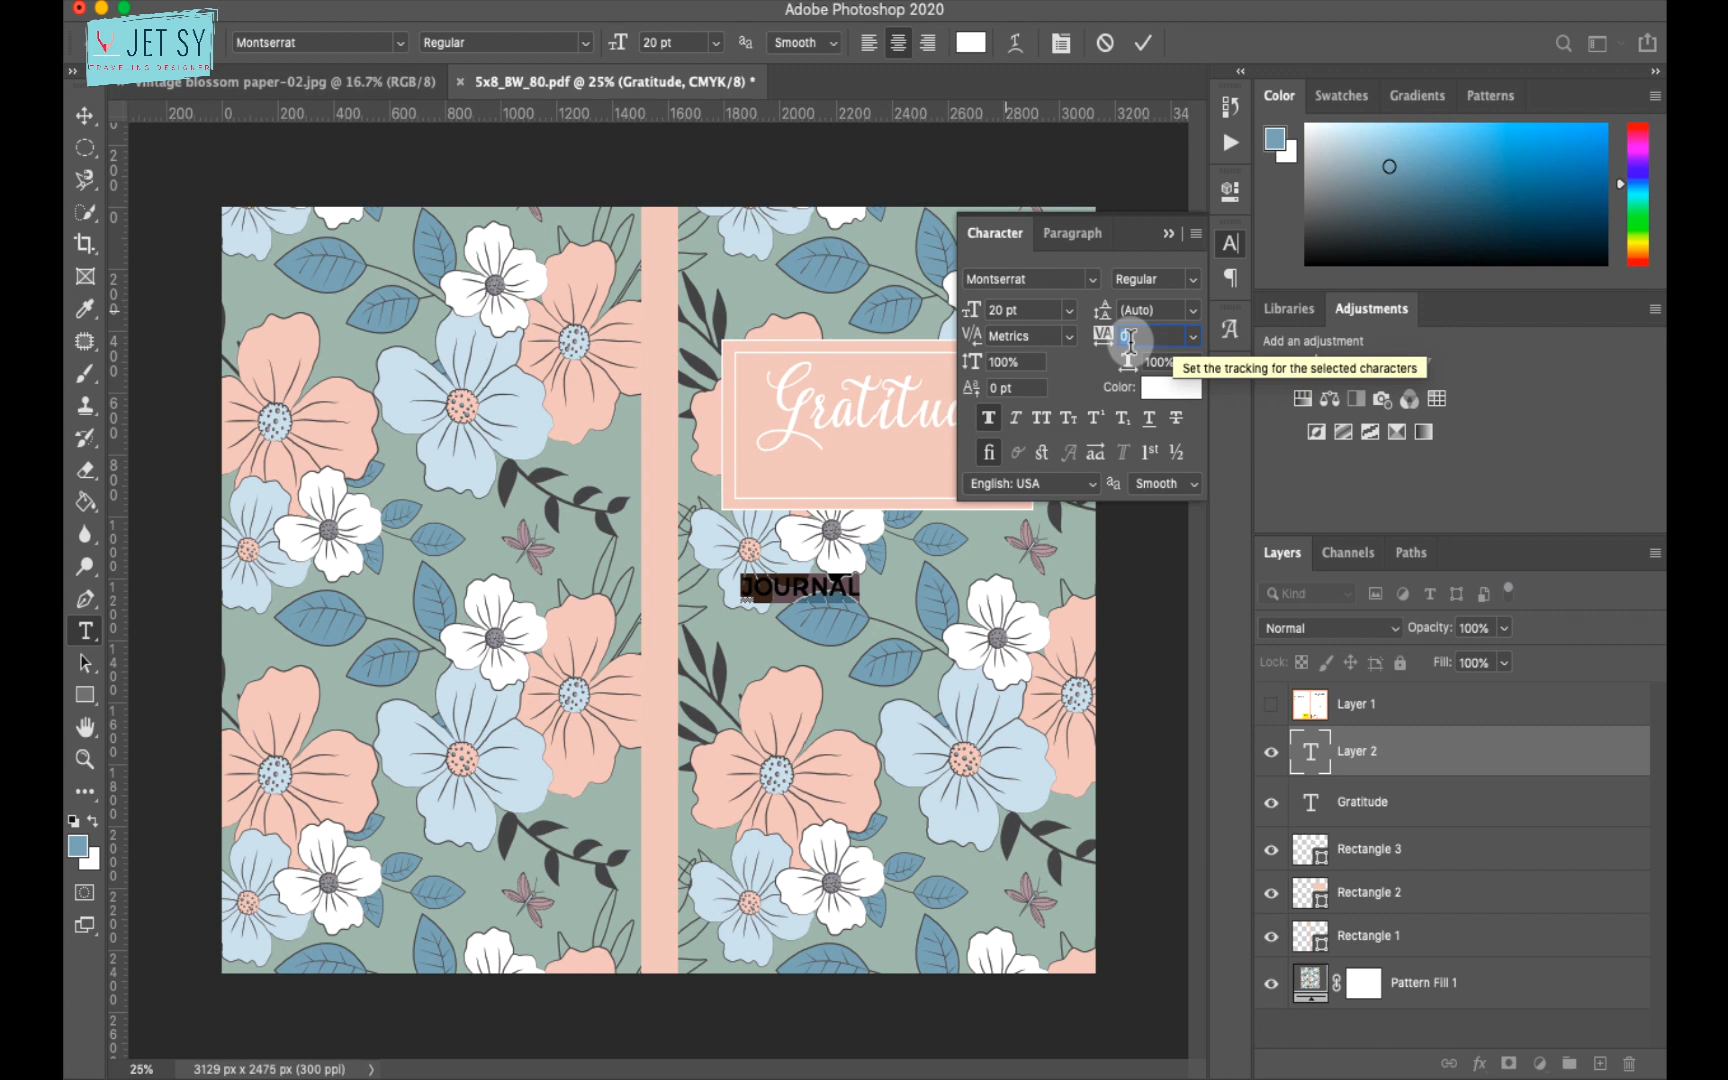 Adobe Photoshop 2020
JET SY
TRAVELING DESIGNER
Montserrat
Regular
20 pt
Smooth
vintage blossom paper-02.jpg @ 16.7% (RGB/8)
5x8_BW_80.pdf @ 25% (Gratitude, CMYK/8) *
200 0 200 400 600 800 1000 1200 1400 1600 1800 2000 2200 2400 2600 2800 3000 3200 34
Color
Swatches
Gradients
Patterns
Character
Paragraph
Montserrat
Regular
20 pt
(Auto)
Metrics
0
100%
100%
0 pt
Color:
English: USA
Smooth
Set the tracking for the selected characters
Libraries
Adjustments
Add an adjustment
Gratitud
JOURNAL
Layers
Channels
Paths
Kind
Normal
Opacity: 100%
Lock:
Fill: 100%
Layer 1
Layer 2
Gratitude
Rectangle 3
Rectangle 2
Rectangle 1
Pattern Fill 1
25%
3129 px x 2475 px (300 ppi)